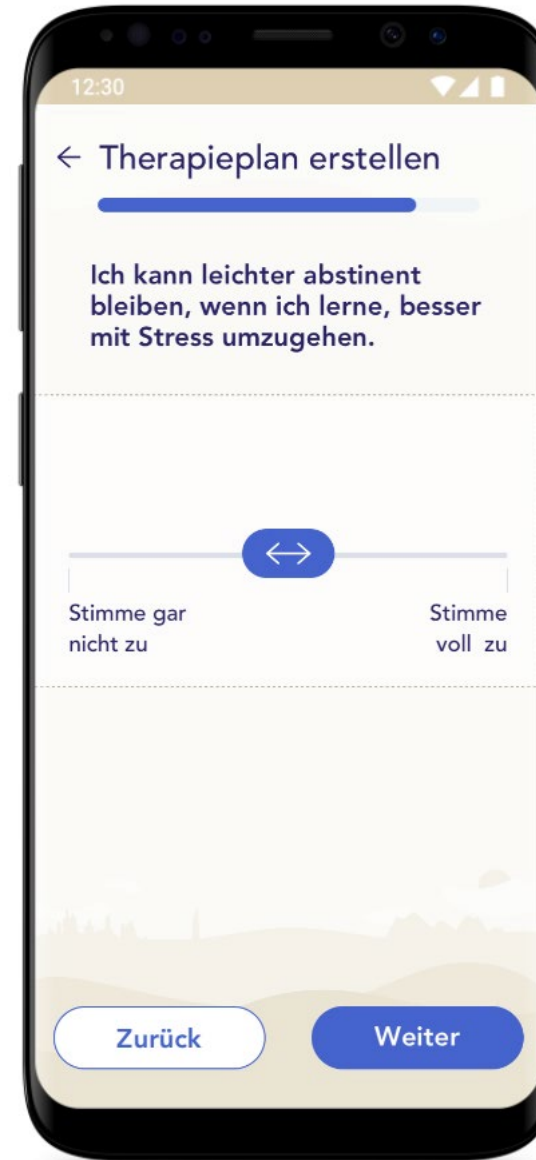 12:30
← Therapieplan erstellen
Ich kann leichter abstinent
bleiben, wenn ich lerne, besser
mit Stress umzugehen.
Stimme gar
nicht zu
Stimme
voll zu
Zurück
Weiter